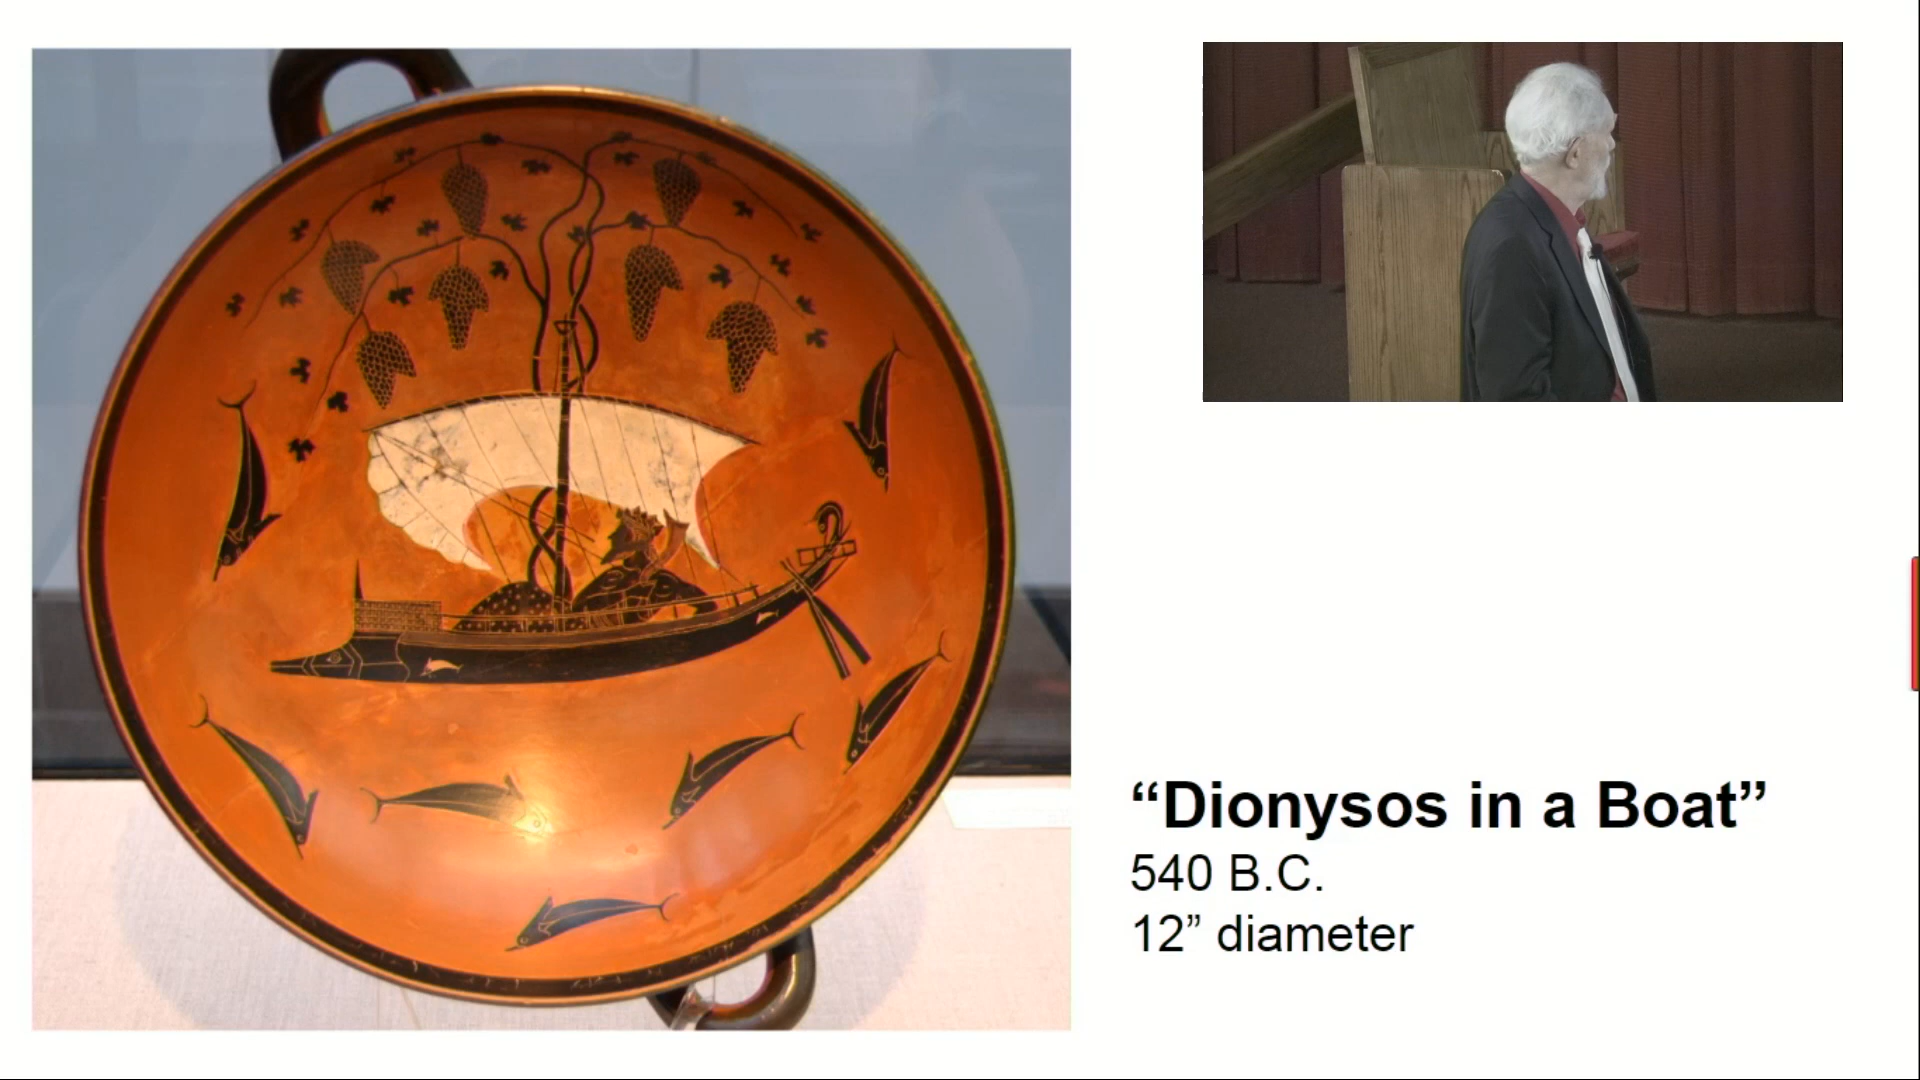 “Dionysos in a Boat”
540 B.C.
12” diameter